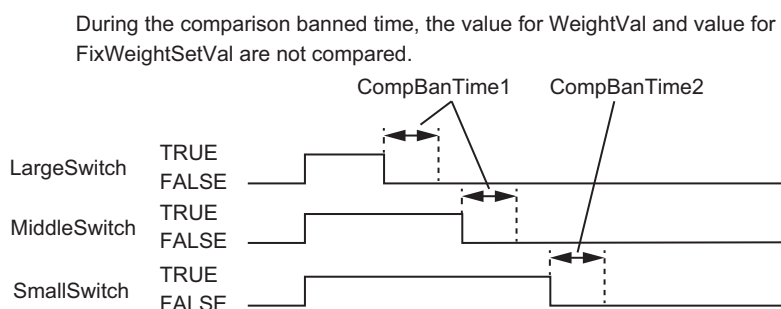 During the comparison banned time, the value for WeightVal and value for
FixWeightSetVal are not compared.
CompBanTime1 CompBanTime2
LargeSwitch TRUE
FALSE
MiddleSwitch TRUE
FALSE
SmallSwitch TRUE
FALSE